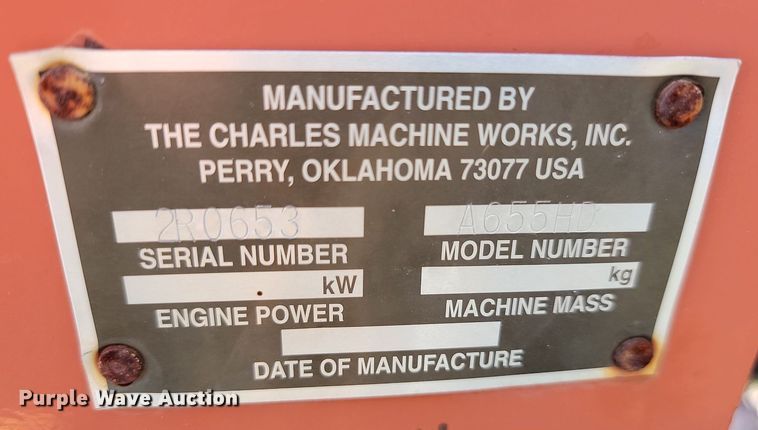 MANUFACTURED BY
THE CHARLES MACHINE WORKS, INC.
PERRY, OKLAHOMA 73077 USA
2R0653 A655HD
SERIAL NUMBER MODEL NUMBER
kW kg
ENGINE POWER MACHINE MASS
DATE OF MANUFACTURE
Purple Wave Auction